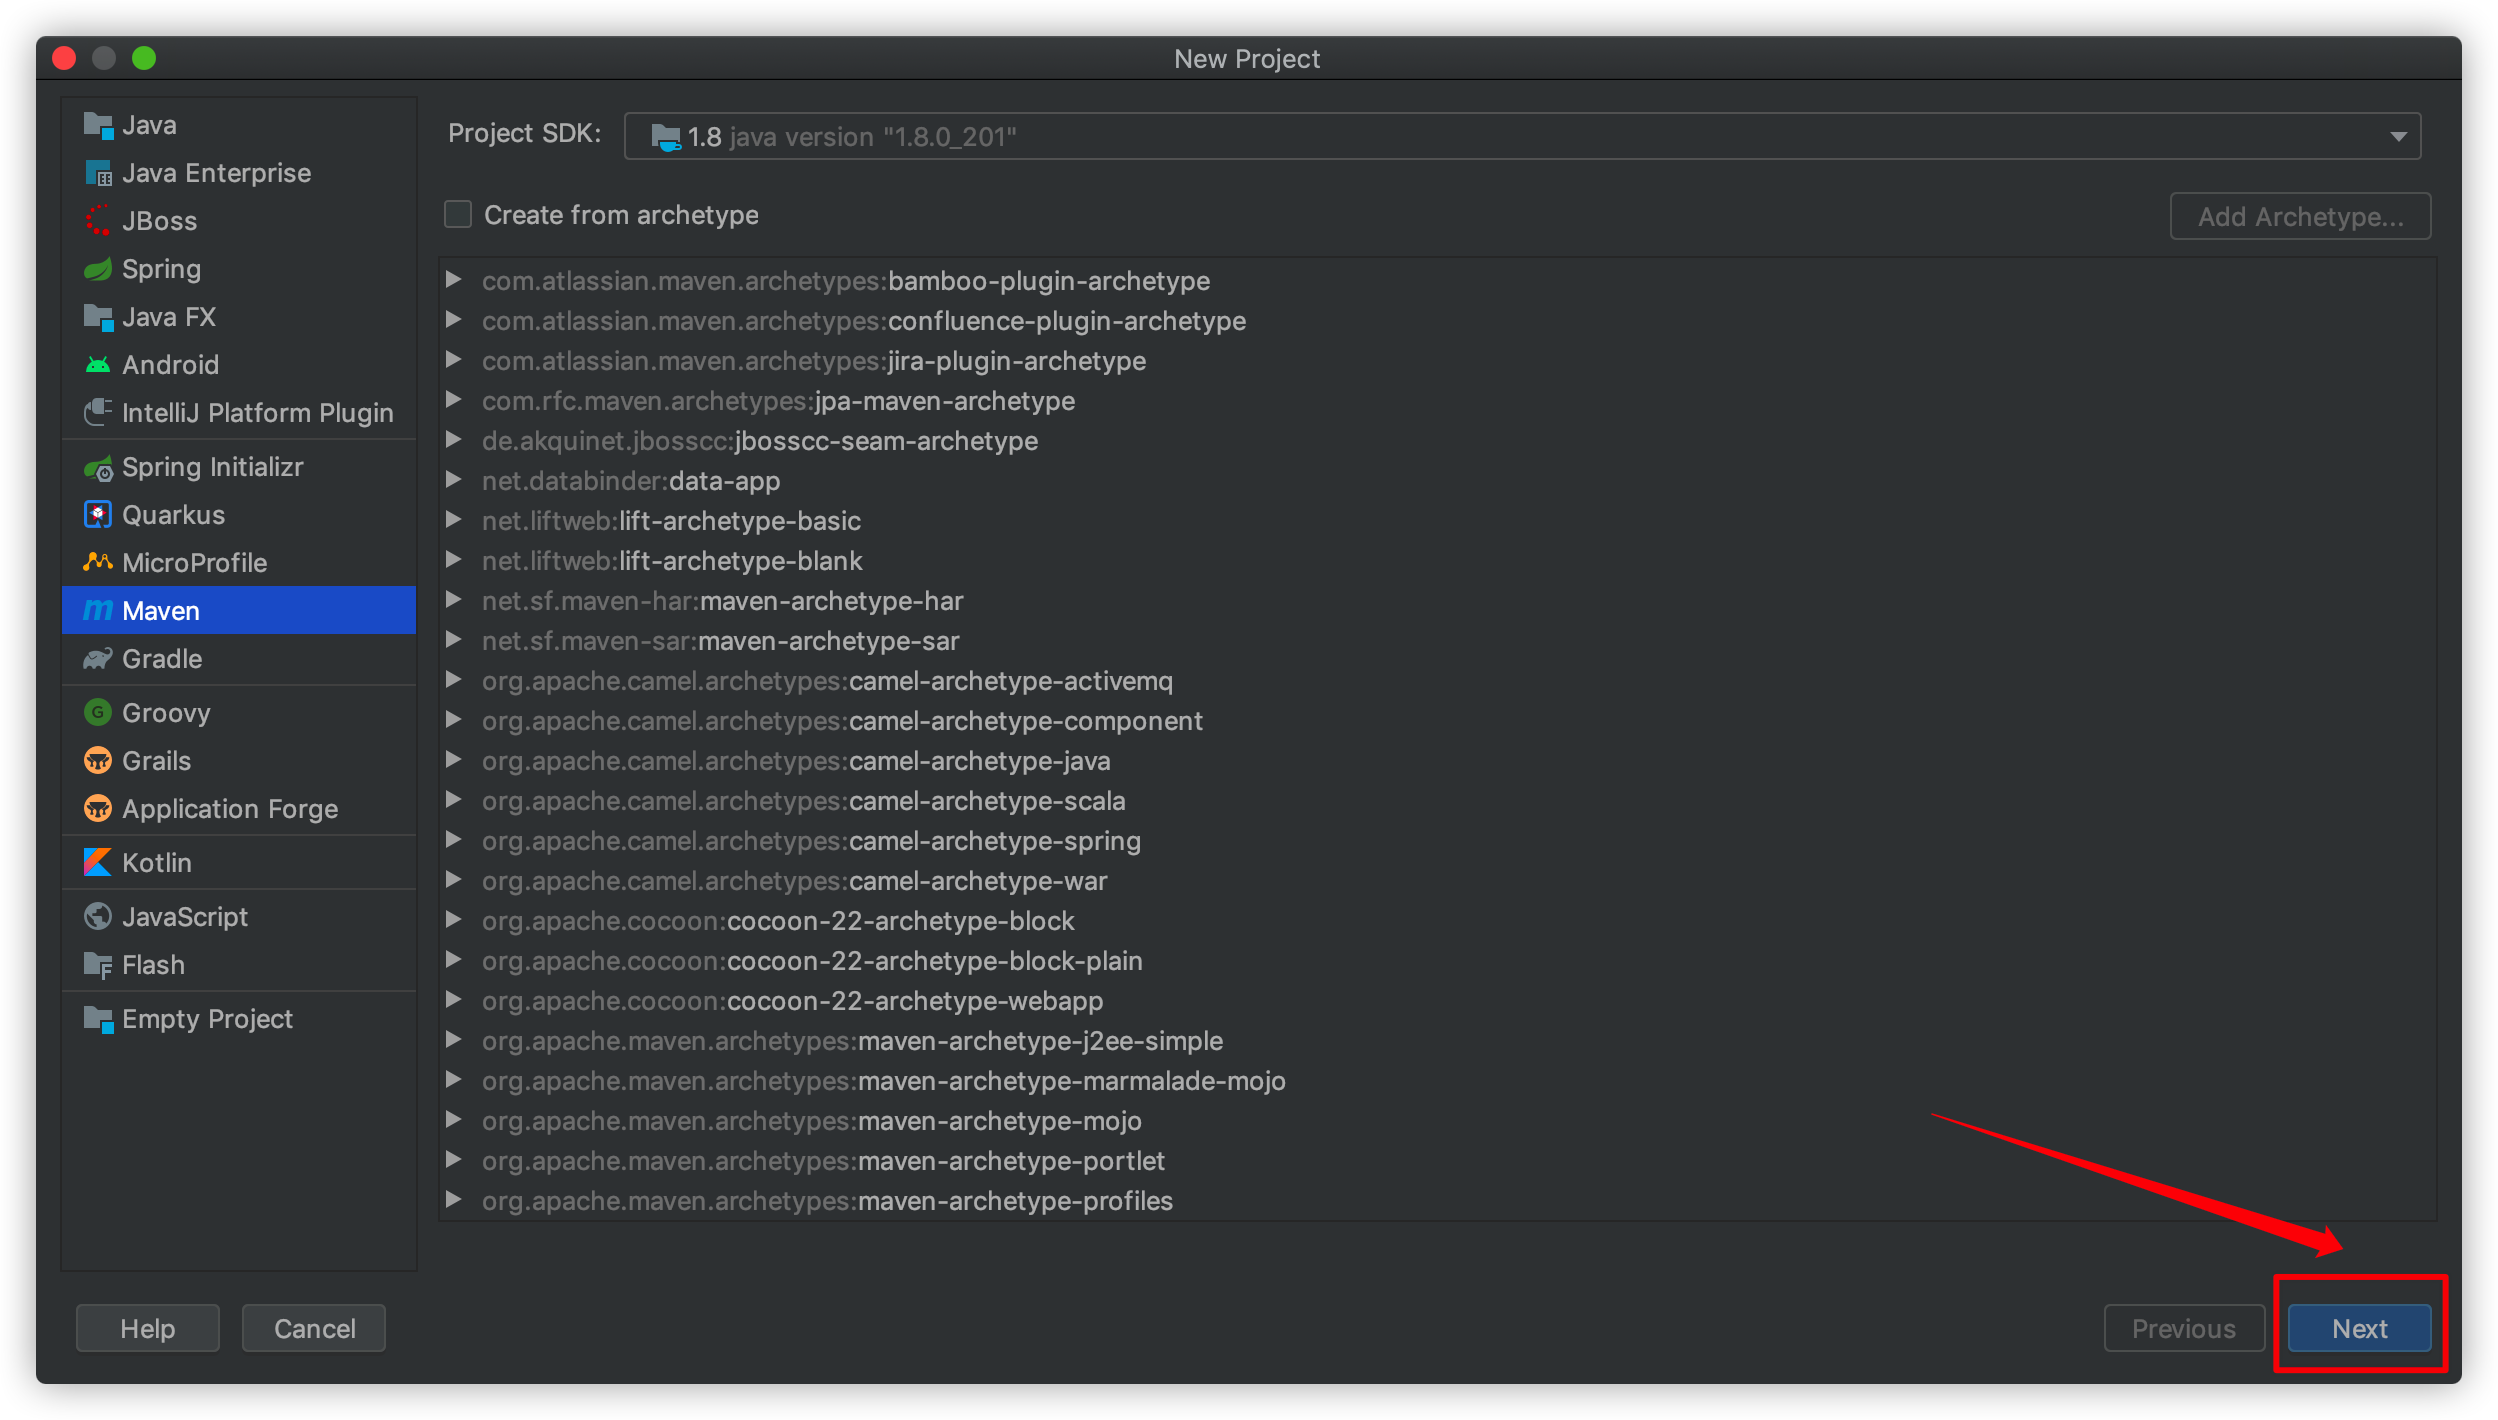 New Project
Java
Java Enterprise
JBoss
Spring
Java FX
Android
IntelliJ Platform Plugin
Spring Initializr
Quarkus
MicroProfile
Maven
Gradle
Groovy
Grails
Application Forge
Kotlin
JavaScript
Flash
Empty Project
Project SDK: 1.8 java version "1.8.0_201"
Create from archetype
Add Archetype...
com.atlassian.maven.archetypes:bamboo-plugin-archetype
com.atlassian.maven.archetypes:confluence-plugin-archetype
com.atlassian.maven.archetypes:jira-plugin-archetype
com.rfc.maven.archetypes:jpa-maven-archetype
de.akquinet.jbosscc:jbosscc-seam-archetype
net.databinder:data-app
net.liftweb:lift-archetype-basic
net.liftweb:lift-archetype-blank
net.sf.maven-har:maven-archetype-har
net.sf.maven-sar:maven-archetype-sar
org.apache.camel.archetypes:camel-archetype-activemq
org.apache.camel.archetypes:camel-archetype-component
org.apache.camel.archetypes:camel-archetype-java
org.apache.camel.archetypes:camel-archetype-scala
org.apache.camel.archetypes:camel-archetype-spring
org.apache.camel.archetypes:camel-archetype-war
org.apache.cocoon:cocoon-22-archetype-block
org.apache.cocoon:cocoon-22-archetype-block-plain
org.apache.cocoon:cocoon-22-archetype-webapp
org.apache.maven.archetypes:maven-archetype-j2ee-simple
org.apache.maven.archetypes:maven-archetype-marmalade-mojo
org.apache.maven.archetypes:maven-archetype-mojo
org.apache.maven.archetypes:maven-archetype-portlet
org.apache.maven.archetypes:maven-archetype-profiles
Help
Cancel
Previous
Next